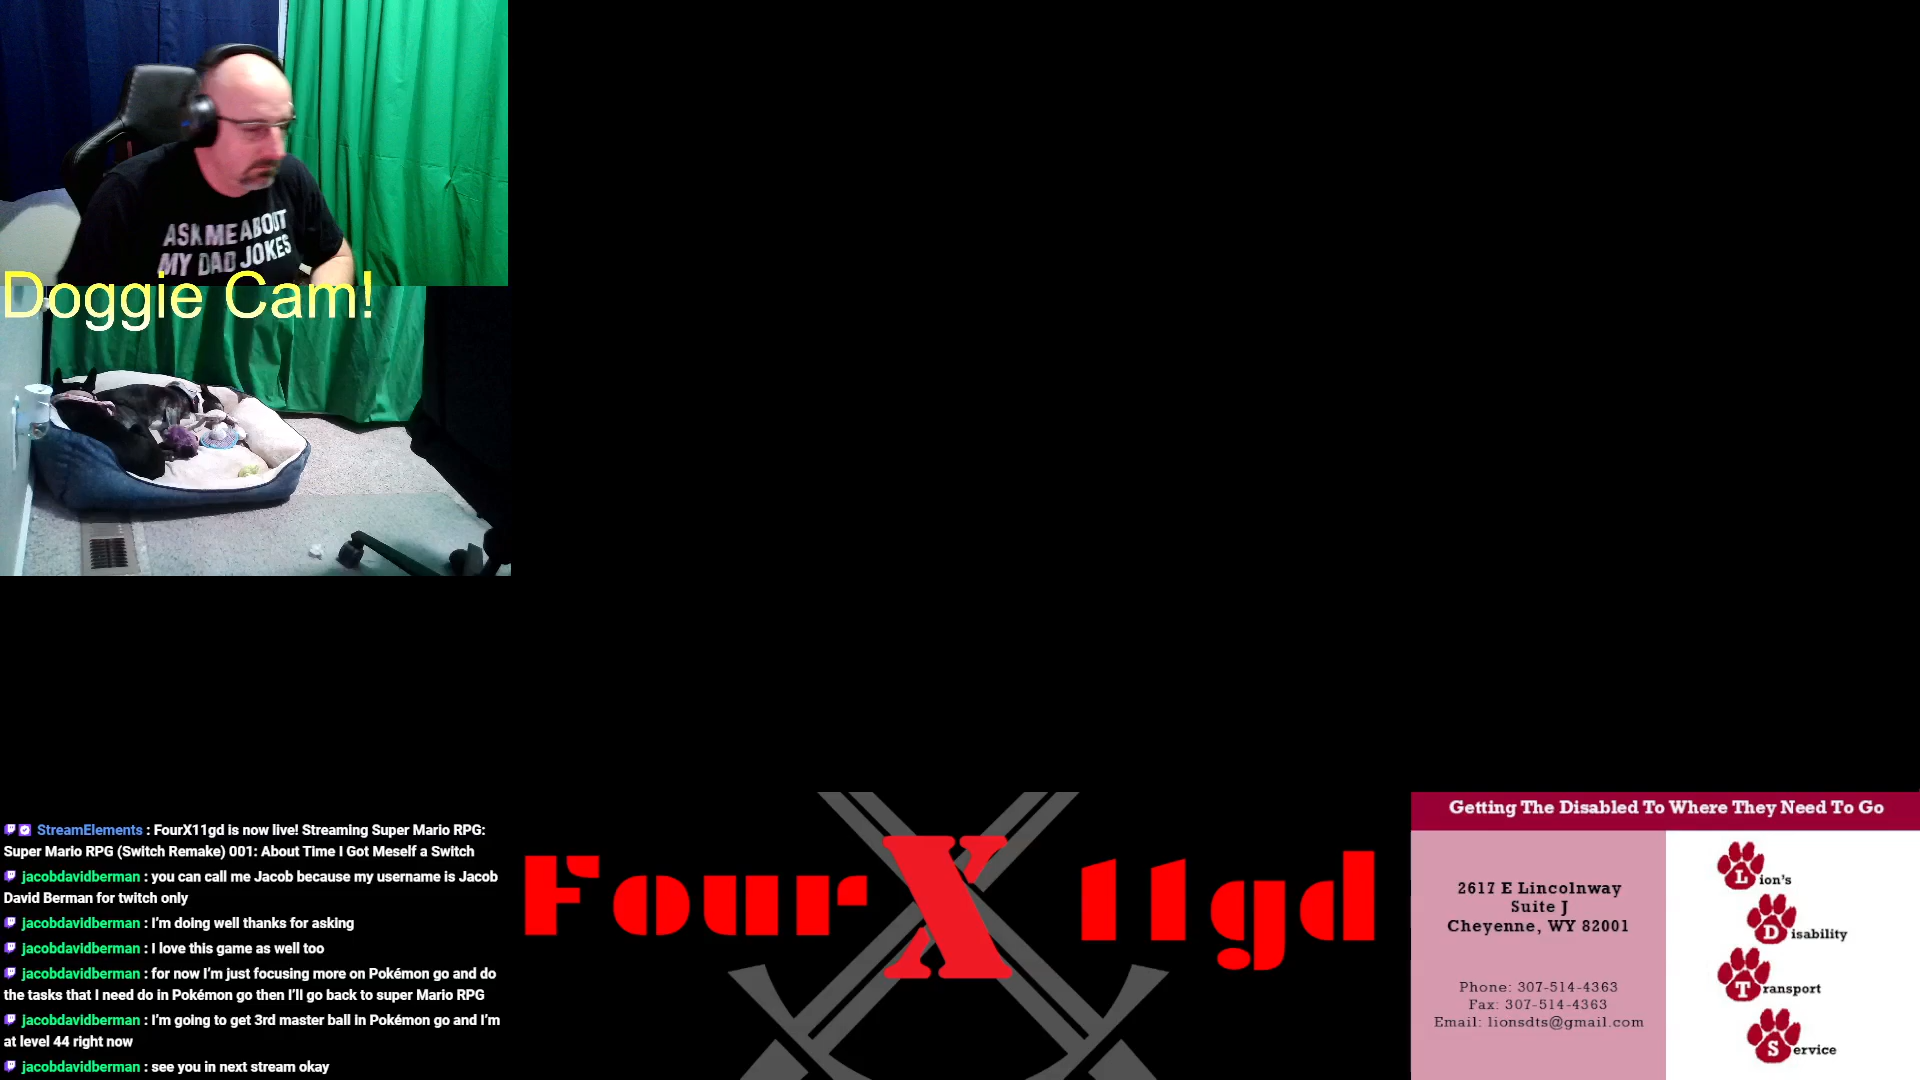 ASK ME ABOUT
MY DAD JOKES
Doggie Cam!
StreamElements : FourX11gd is now live! Streaming Super Mario RPG:
Super Mario RPG (Switch Remake) 001: About Time I Got Meself a Switch
jacobdavidberman : you can call me Jacob because my username is Jacob
David Berman for twitch only
jacobdavidberman : I’m doing well thanks for asking
jacobdavidberman : I love this game as well too
jacobdavidberman : for now I’m just focusing more on Pokémon go and do
the tasks that I need do in Pokémon go then I’ll go back to super Mario RPG
jacobdavidberman : I’m going to get 3rd master ball in Pokémon go and I’m
at level 44 right now
jacobdavidberman : see you in next stream okay
FourX11gd
Getting The Disabled To Where They Need To Go
2617 E Lincolnway
Suite J
Cheyenne, WY 82001
Phone: 307-514-4363
Fax: 307-514-4363
Email: lionsdts@gmail.com
Lion's
Disability
Transport
Service